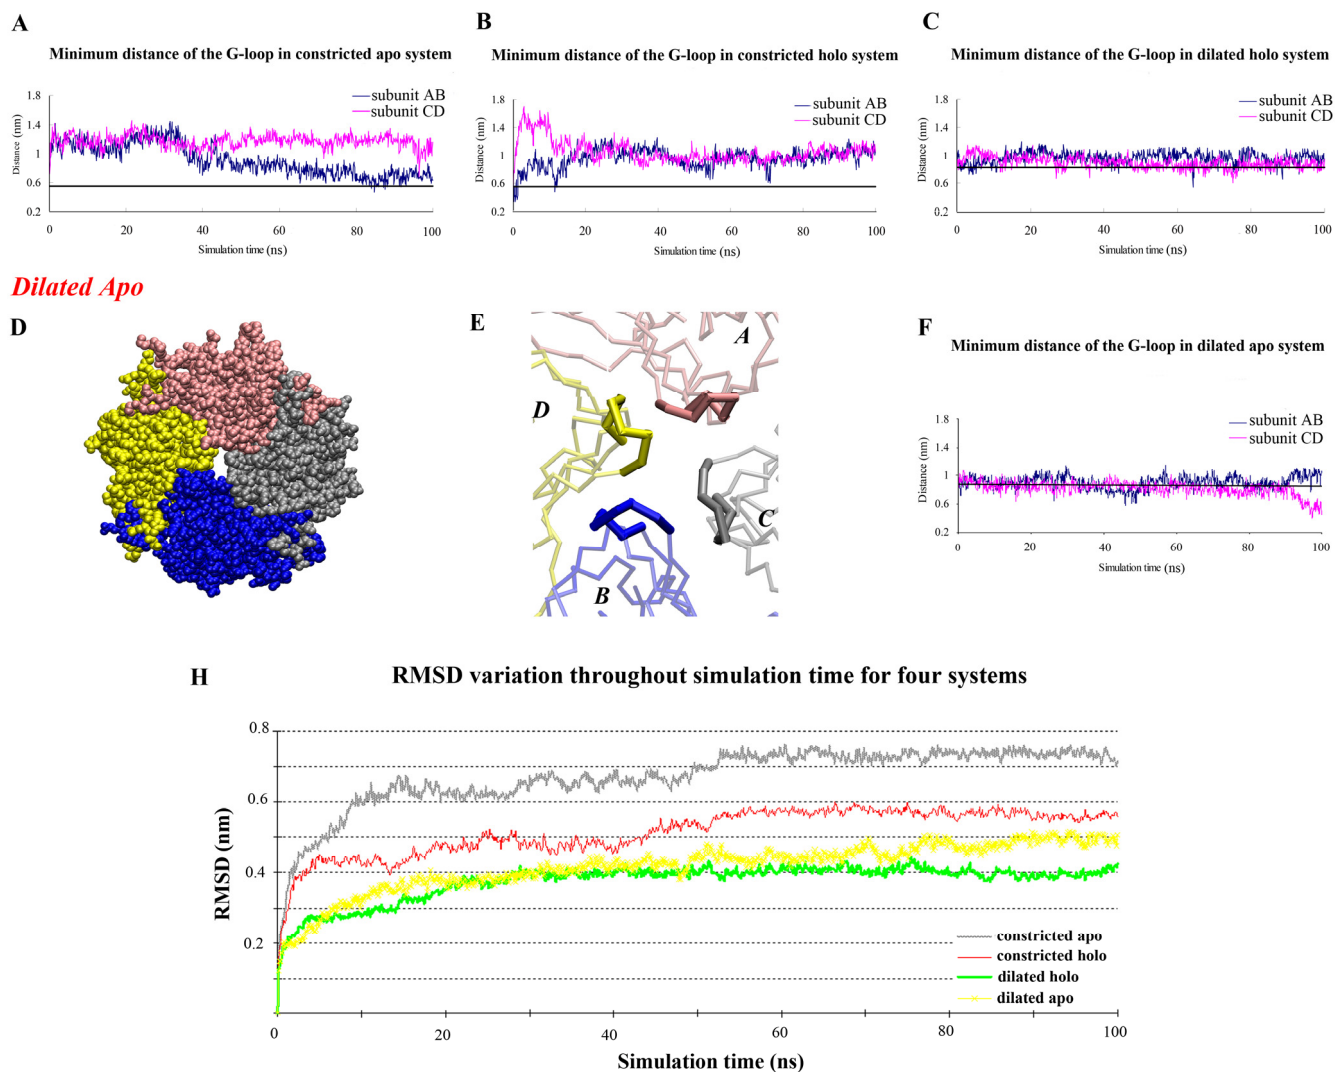 A
Minimum distance of the G-loop in constricted apo system
subunit AB
subunit CD
Distance (nm)
1.8
1.4
1
0.6
0.2
0 20 40 60 80 100
Simulation time (ns)
B
Minimum distance of the G-loop in constricted holo system
subunit AB
subunit CD
Distance (nm)
1.8
1.4
1
0.6
0.2
0 20 40 60 80 100
Simulation time (ns)
C
Minimum distance of the G-loop in dilated holo system
subunit AB
subunit CD
Distance (nm)
1.8
1.4
1
0.6
0.2
0 20 40 60 80 100
Simulation time (ns)
Dilated Apo
D
E
A
D
C
B
F
Minimum distance of the G-loop in dilated apo system
subunit AB
subunit CD
Distance (nm)
1.8
1.4
1
0.6
0.2
0 20 40 60 80 100
Simulation time (ns)
H
RMSD variation throughout simulation time for four systems
RMSD (nm)
0.8
0.6
0.4
0.2
constricted apo
constricted holo
dilated holo
dilated apo
0 20 40 60 80 100
Simulation time (ns)